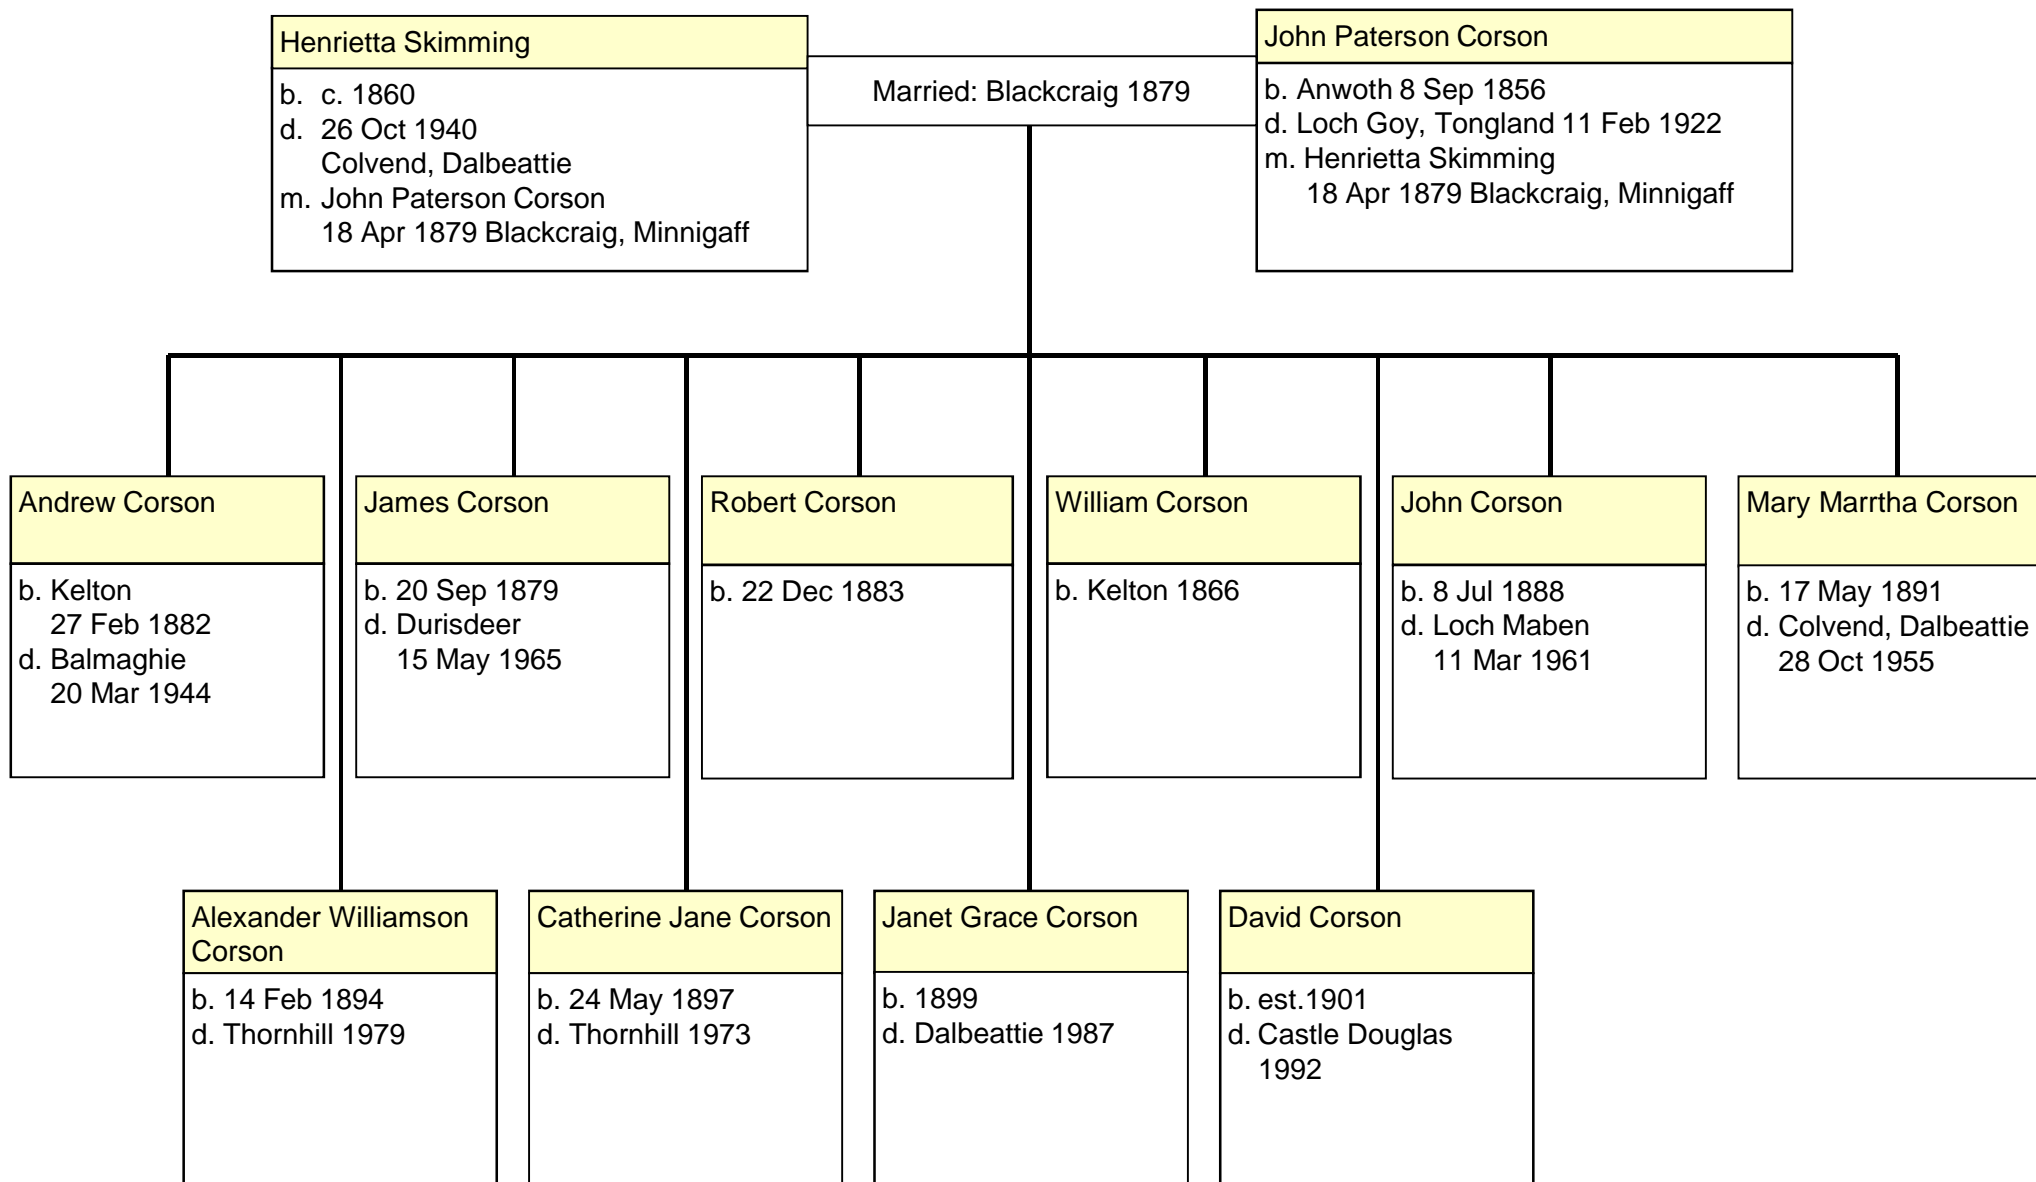 Henrietta Skimming
b. c. 1860
d. 26 Oct 1940
Colvend, Dalbeattie
m. John Paterson Corson
18 Apr 1879 Blackcraig, Minnigaff
Married: Blackcraig 1879
John Paterson Corson
b. Anwoth 8 Sep 1856
d. Loch Goy, Tongland 11 Feb 1922
m. Henrietta Skimming
18 Apr 1879 Blackcraig, Minnigaff
Andrew Corson
b. Kelton
27 Feb 1882
d. Balmaghie
20 Mar 1944
James Corson
b. 20 Sep 1879
d. Durisdeer
15 May 1965
Robert Corson
b. 22 Dec 1883
William Corson
b. Kelton 1866
John Corson
b. 8 Jul 1888
d. Loch Maben
11 Mar 1961
Mary Marrtha Corson
b. 17 May 1891
d. Colvend, Dalbeattie
28 Oct 1955
Alexander Williamson
Corson
b. 14 Feb 1894
d. Thornhill 1979
Catherine Jane Corson
b. 24 May 1897
d. Thornhill 1973
Janet Grace Corson
b. 1899
d. Dalbeattie 1987
David Corson
b. est.1901
d. Castle Douglas
1992